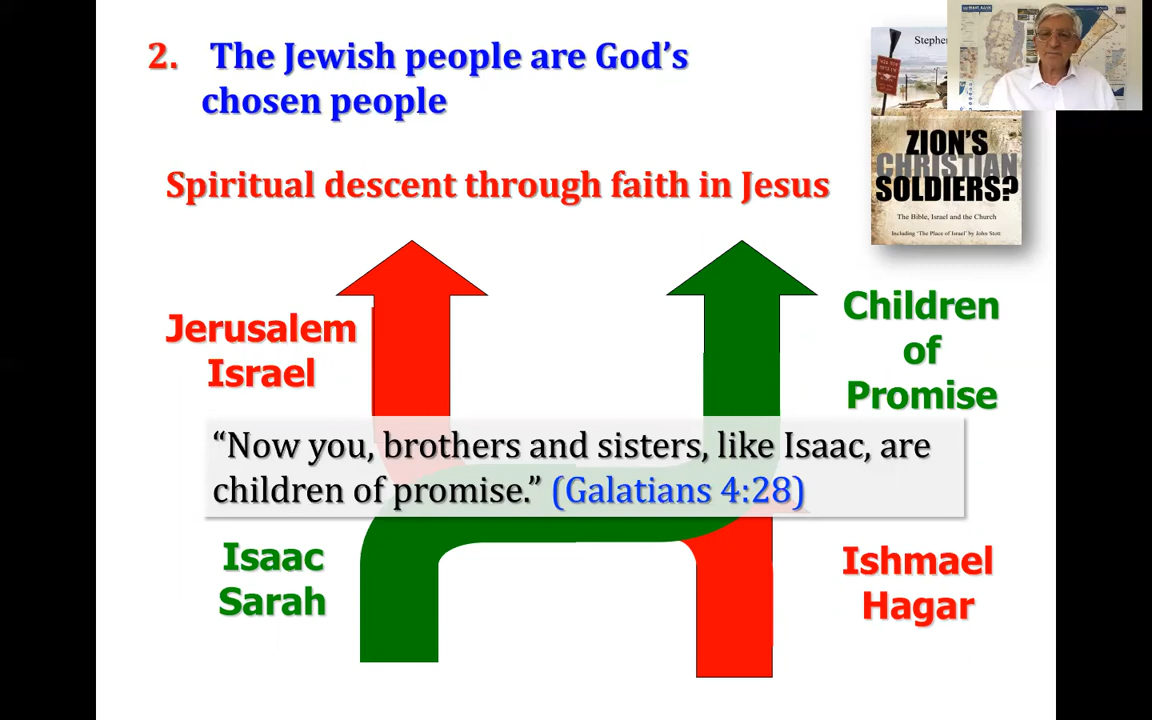 2. The Jewish people are God’s
chosen people
Stephen
ZION'S
CHRISTIAN
SOLDIERS?
The Bible, Israel and the Church
Including 'The Place of Israel' by John Stott
Spiritual descent through faith in Jesus
Jerusalem
Israel
Children
of
Promise
“Now you, brothers and sisters, like Isaac, are
children of promise.” (Galatians 4:28)
Isaac
Sarah
Ishmael
Hagar